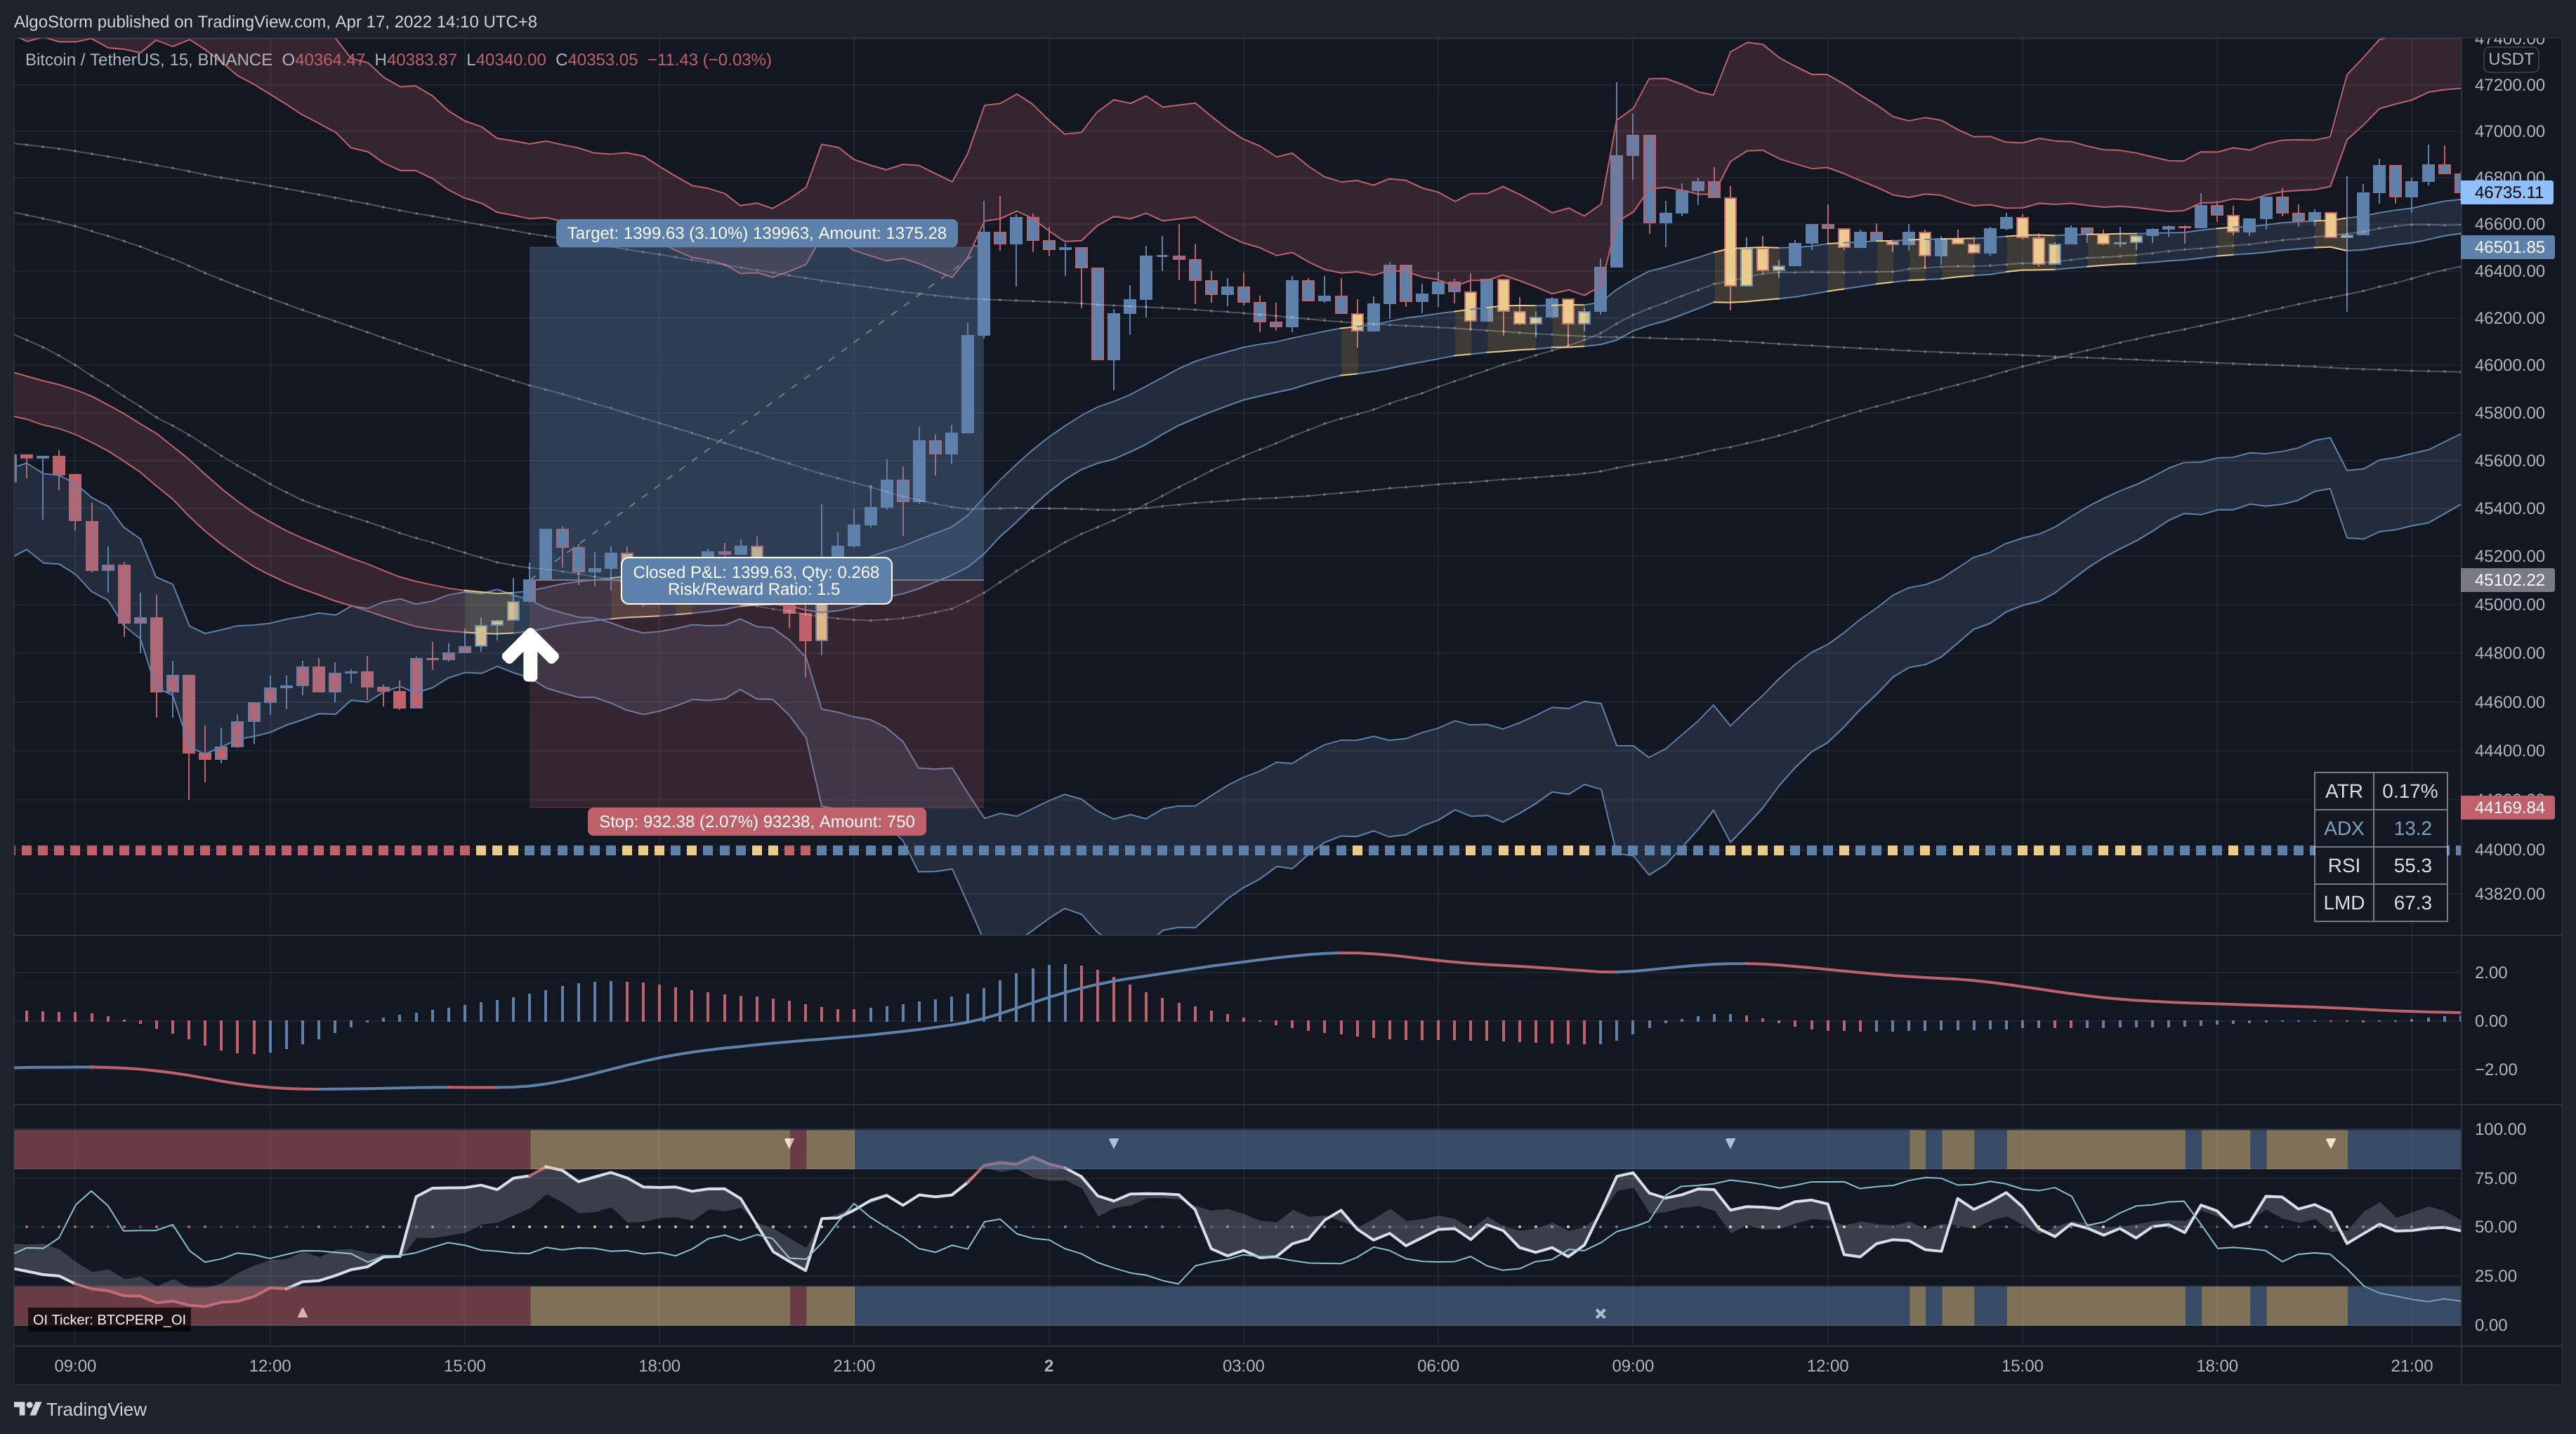 AlgoStorm published on TradingView.com, Apr 17, 2022 14:10 UTC+8
Bitcoin / TetherUS, 15, BINANCE O40364.47 H40383.87 L40340.00 C40353.05 −11.43 (−0.03%)
47400.00
USDT
47200.00
47000.00
46800.00
46735.11
46600.00
46501.85
46400.00
46200.00
46000.00
45800.00
45600.00
45400.00
45200.00
45102.22
45000.00
44800.00
44600.00
44400.00
44169.84
44000.00
43820.00
Target: 1399.63 (3.10%) 139963, Amount: 1375.28
Closed P&L: 1399.63, Qty: 0.268
Risk/Reward Ratio: 1.5
Stop: 932.38 (2.07%) 93238, Amount: 750
ATR 0.17%
ADX 13.2
RSI 55.3
LMD 67.3
2.00
0.00
−2.00
100.00
75.00
50.00
25.00
0.00
OI Ticker: BTCPERP_OI
09:00 12:00 15:00 18:00 21:00 2 03:00 06:00 09:00 12:00 15:00 18:00 21:00
TradingView